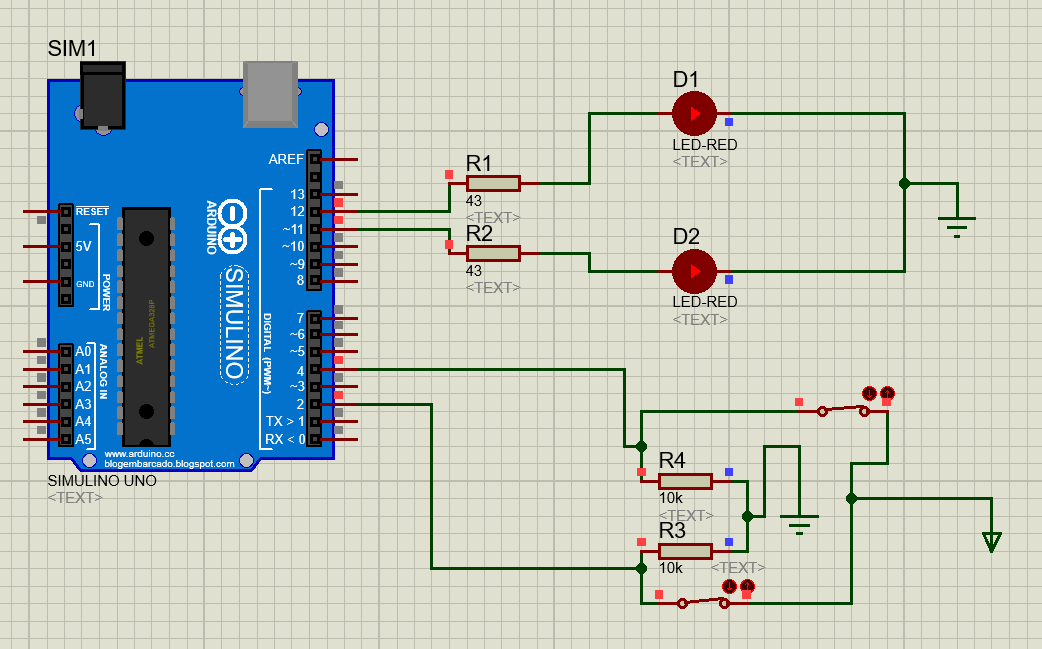 SIM1
AREF
13
12
~11
~10
~9
8
7
~6
~5
4
~3
2
TX > 1
RX < 0
DIGITAL (PWM~)
RESET
5V
GND
POWER
A0
A1
A2
A3
A4
A5
ANALOG IN
ARDUINO
SIMULINO
ATMEL
ATMEGA328P
www.arduino.cc
blogembarcado.blogspot.com
SIMULINO UNO
<TEXT>
R1
43
<TEXT>
R2
43
<TEXT>
D1
LED-RED
<TEXT>
D2
LED-RED
<TEXT>
R4
10k
<TEXT>
R3
10k
<TEXT>